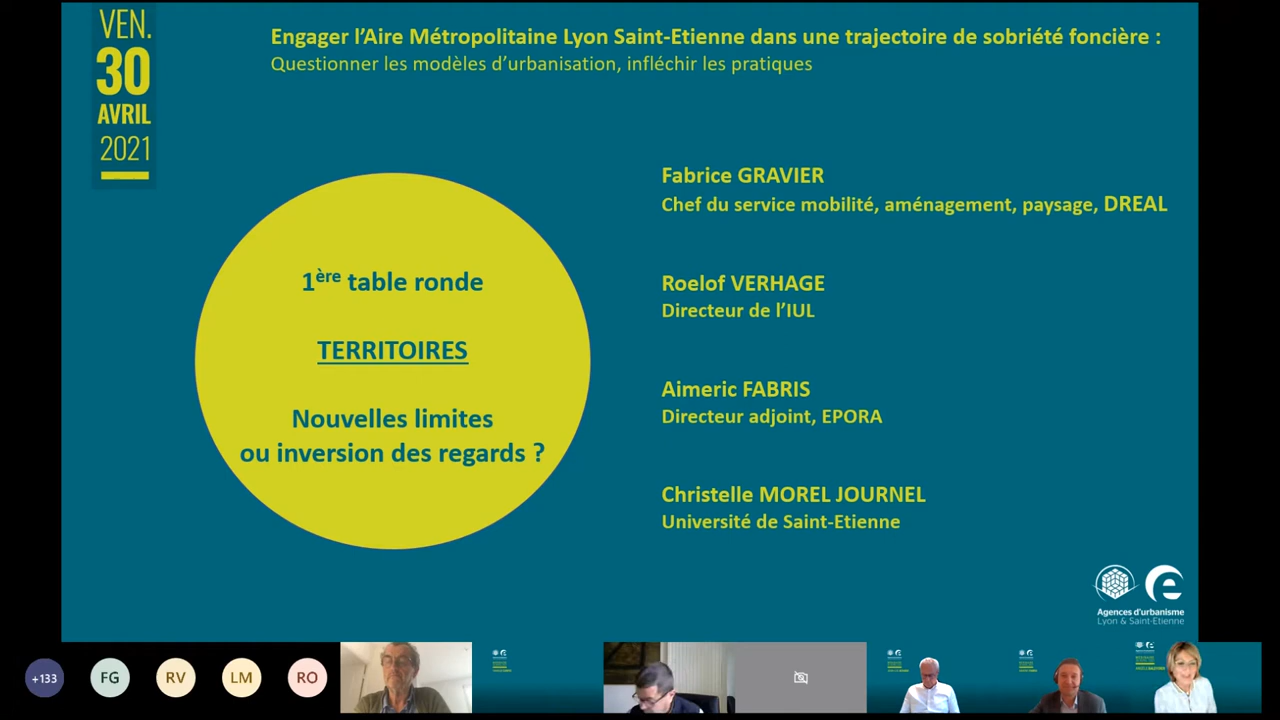 VEN.
30
AVRIL
2021
Engager l'Aire Métropolitaine Lyon Saint-Etienne dans une trajectoire de sobriété foncière :
Questionner les modèles d'urbanisation, infléchir les pratiques
1ère table ronde
TERRITOIRES
Nouvelles limites
ou inversion des regards ?
Fabrice GRAVIER
Chef du service mobilité, aménagement, paysage, DREAL
Roelof VERHAGE
Directeur de l'IUL
Aimeric FABRIS
Directeur adjoint, EPORA
Christelle MOREL JOURNEL
Université de Saint-Etienne
Agences d'urbanisme
Lyon & Saint-Etienne
+133
FG
RV
LM
RO